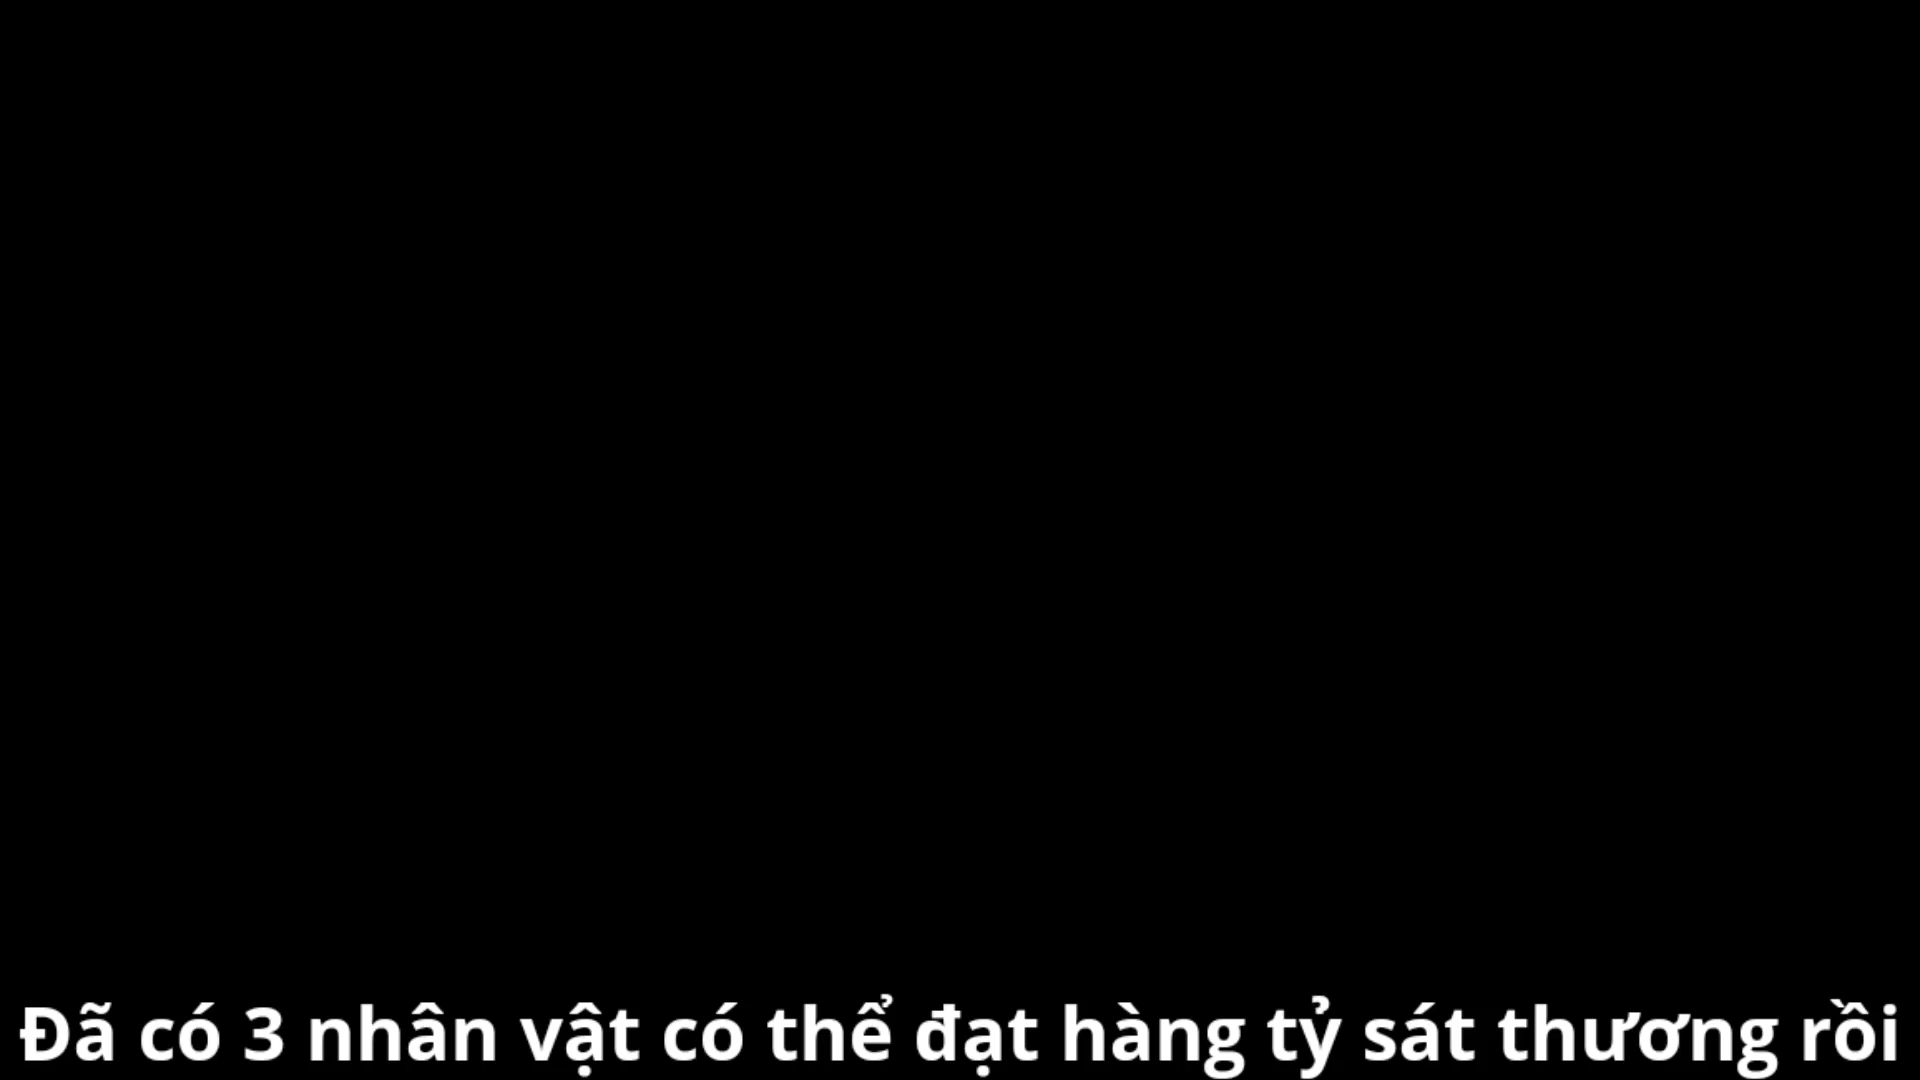 Đã có 3 nhân vật có thể đạt hàng tỷ sát thương rồi